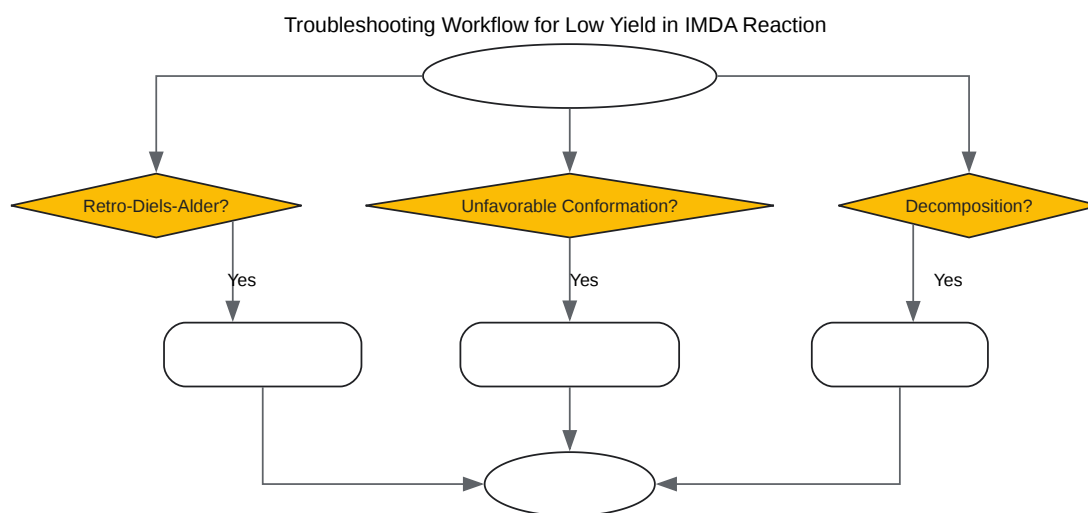 Troubleshooting Workflow for Low Yield in IMDA Reaction
Retro-Diels-Alder?
Unfavorable Conformation?
Decomposition?
Yes
Yes
Yes